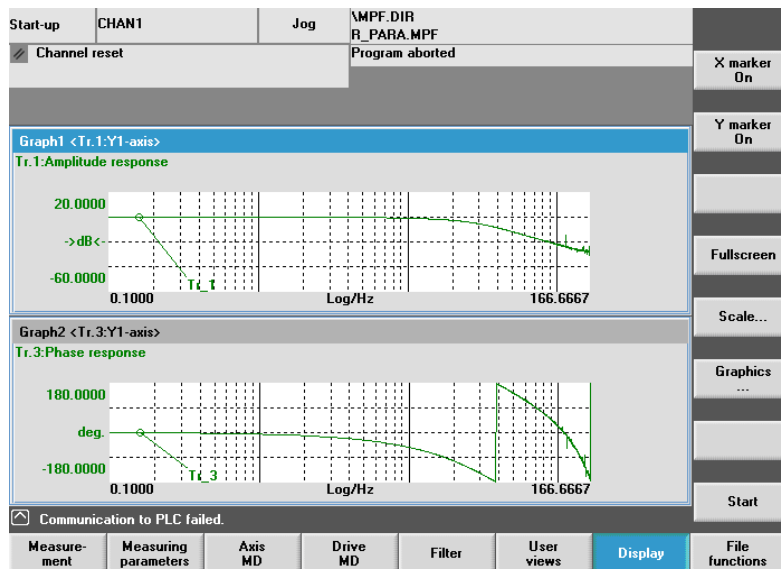 Start-up
CHAN1
Jog
\MPF.DIR
R_PARA.MPF
Channel reset
Program aborted
X marker
On
Y marker
On
Fullscreen
Scale...
Graphics
...
Start
Graph1 <Tr.1:Y1-axis>
Tr.1:Amplitude response
20.0000
->dB<-
-60.0000
Tr_1
0.1000
Log/Hz
166.6667
Graph2 <Tr.3:Y1-axis>
Tr.3:Phase response
180.0000
deg.
-180.0000
Tr_3
0.1000
Log/Hz
166.6667
Communication to PLC failed.
Measure-
ment
Measuring
parameters
Axis
MD
Drive
MD
Filter
User
views
Display
File
functions